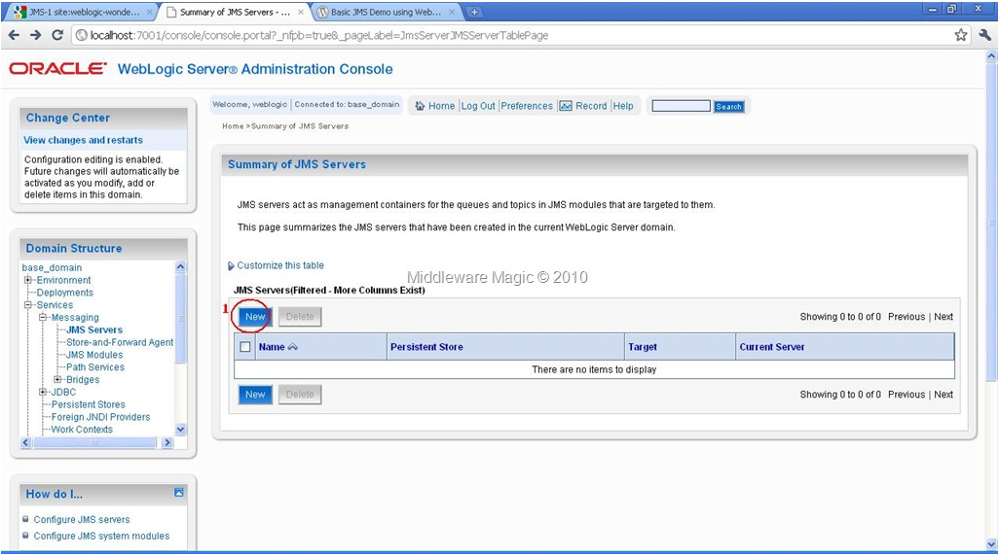 JMS-1 site:weblogic-wonde...
Summary of JMS Servers - ...
Basic JMS Demo using Web...
localhost:7001/console/console.portal?_nfpb=true&_pageLabel=JmsServerJMSServerTablePage
ORACLE® WebLogic Server® Administration Console
Change Center
View changes and restarts
Configuration editing is enabled.
Future changes will automatically be
activated as you modify, add or
delete items in this domain.
Domain Structure
base_domain
Environment
Deployments
Services
Messaging
JMS Servers
Store-and-Forward Agent
JMS Modules
Path Services
Bridges
JDBC
Persistent Stores
Foreign JNDI Providers
Work Contexts
How do I...
Configure JMS servers
Configure JMS system modules
Welcome, weblogic | Connected to: base_domain
Home | Log Out | Preferences | Record | Help
Search
Home >Summary of JMS Servers
Summary of JMS Servers
JMS servers act as management containers for the queues and topics in JMS modules that are targeted to them.
This page summarizes the JMS servers that have been created in the current WebLogic Server domain.
Customize this table
Middleware Magic © 2010
JMS Servers(Filtered - More Columns Exist)
1 New Delete Showing 0 to 0 of 0 Previous | Next
Name Persistent Store Target Current Server
There are no items to display
New Delete Showing 0 to 0 of 0 Previous | Next